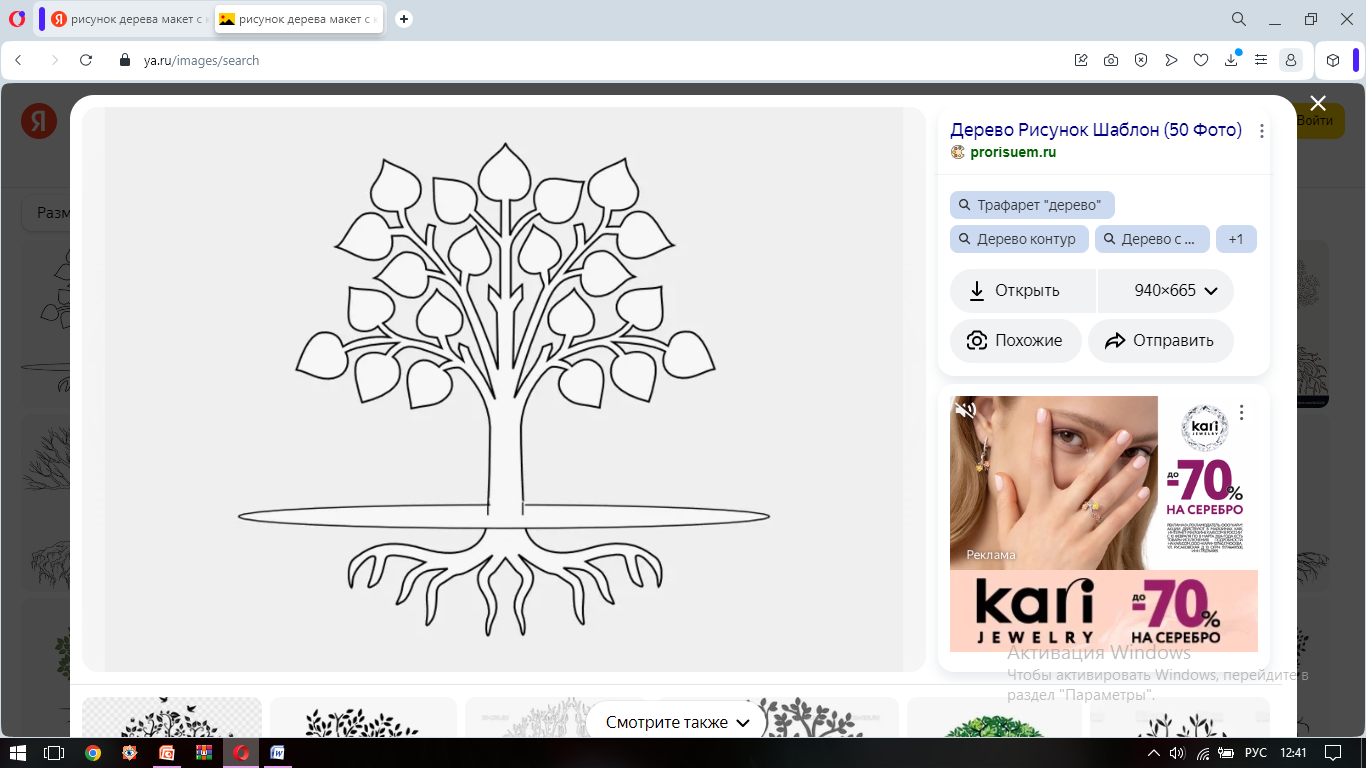 рисунок дерева макет с к
рисунок дерева макет с к
ya.ru/images/search
Я
Войти
Разм
Дерево Рисунок Шаблон (50 Фото)
prorisuem.ru
Трафарет "дерево"
Дерево контур
Дерево с ...
+1
Открыть
940×665
Похожие
Отправить
kari
JEWELRY
до
-70%
НА СЕРЕБРО
Реклама
kari
JEWELRY
до
-70%
НА СЕРЕБРО
Активация Windows
Чтобы активировать Windows, перейдите в
раздел "Параметры".
Смотрите также
РУС
12:41